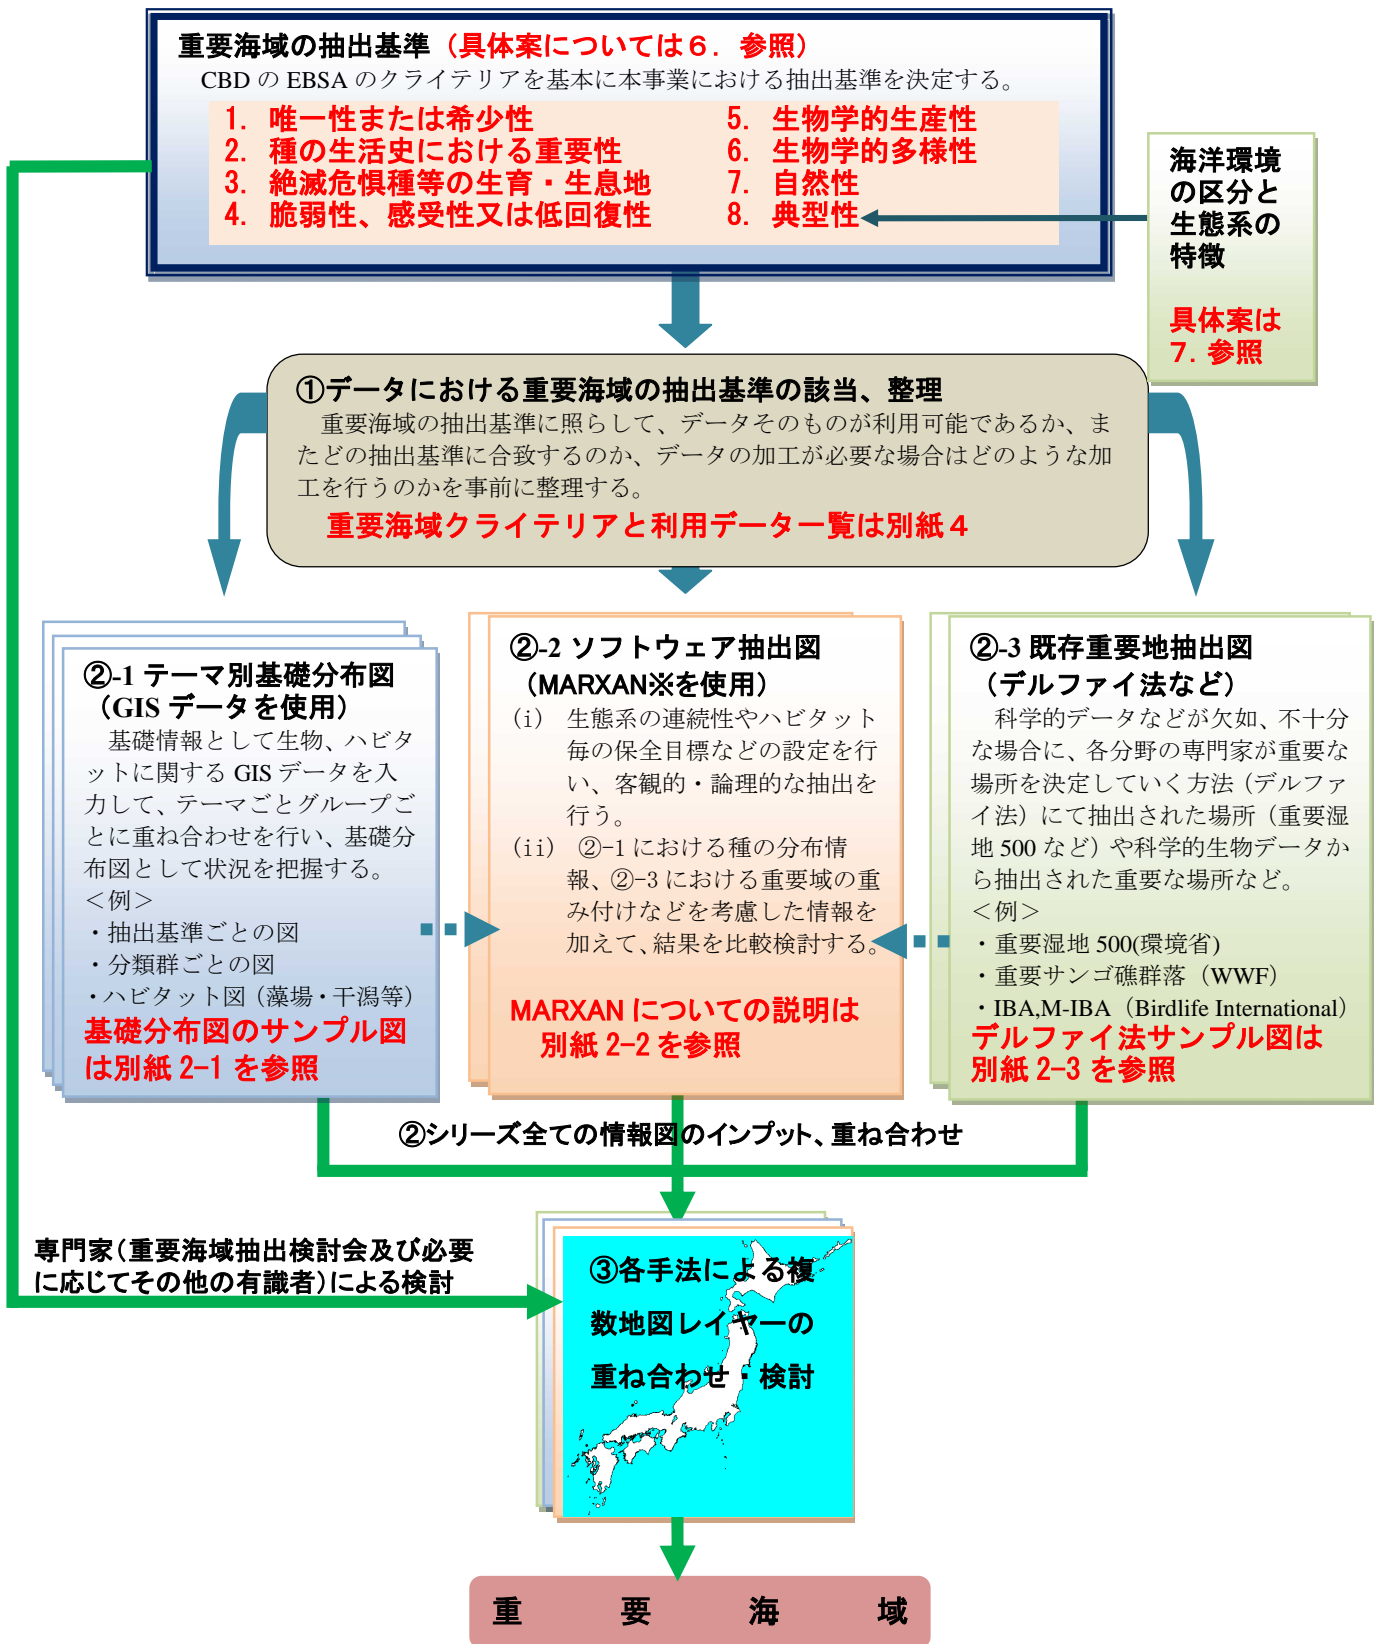 重要海域の抽出基準（具体案については６．参照）
CBD の EBSA のクライテリアを基本に本事業における抽出基準を決定する。
1. 唯一性または希少性
2. 種の生活史における重要性
3. 絶滅危惧種等の生育・生息地
4. 脆弱性、感受性又は低回復性
5. 生物学的生産性
6. 生物学的多様性
7. 自然性
8. 典型性
海洋環境
の区分と
生態系の
特徴
具体案は
7. 参照
①データにおける重要海域の抽出基準の該当、整理
重要海域の抽出基準に照らして、データそのものが利用可能であるか、ま
たどの抽出基準に合致するのか、データの加工が必要な場合はどのような加
工を行うのかを事前に整理する。
重要海域クライテリアと利用データ一覧は別紙４
②-1 テーマ別基礎分布図
（GIS データを使用）
基礎情報として生物、ハビタ
ットに関する GIS データを入
力して、テーマごとグループご
とに重ね合わせを行い、基礎分
布図として状況を把握する。
＜例＞
・抽出基準ごとの図
・分類群ごとの図
・ハビタット図（藻場・干潟等）
基礎分布図のサンプル図
は別紙 2-1 を参照
②-2 ソフトウェア抽出図
（MARXAN※を使用）
(i) 生態系の連続性やハビタット
毎の保全目標などの設定を行
い、客観的・論理的な抽出を
行う。
(ii) ②-1 における種の分布情
報、②-3 における重要域の重
み付けなどを考慮した情報を
加えて、結果を比較検討する。
MARXAN についての説明は
別紙 2-2 を参照
②-3 既存重要地抽出図
（デルファイ法など）
科学的データなどが欠如、不十分
な場合に、各分野の専門家が重要な
場所を決定していく方法（デルファ
イ法）にて抽出された場所（重要湿
地 500 など）や科学的生物データか
ら抽出された重要な場所など。
＜例＞
・重要湿地 500(環境省)
・重要サンゴ礁群落（WWF）
・IBA,M-IBA（Birdlife International）
デルファイ法サンプル図は
別紙 2-3 を参照
②シリーズ全ての情報図のインプット、重ね合わせ
専門家（重要海域抽出検討会及び必要
に応じてその他の有識者）による検討
③各手法による複
数地図レイヤーの
重ね合わせ・検討
重 要 海 域